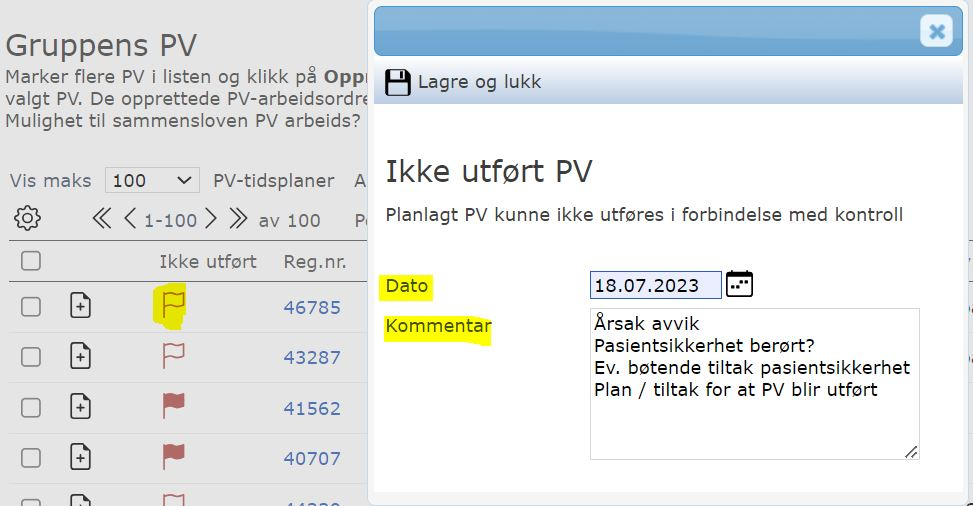 Gruppens PV
Marker flere PV i listen og klikk på Oppr
valgt PV. De opprettede PV-arbeidsordre
Mulighet til sammensloven PV arbeids?
Vis maks 100 PV-tidsplaner A
1-100 av 100
Ikke utført Reg.nr.
46785
43287
41562
40707
Lagre og lukk
Ikke utført PV
Planlagt PV kunne ikke utføres i forbindelse med kontroll
Dato 18.07.2023
Kommentar
Årsak avvik
Pasientsikkerhet berørt?
Ev. bøtende tiltak pasientsikkerhet
Plan / tiltak for at PV blir utført